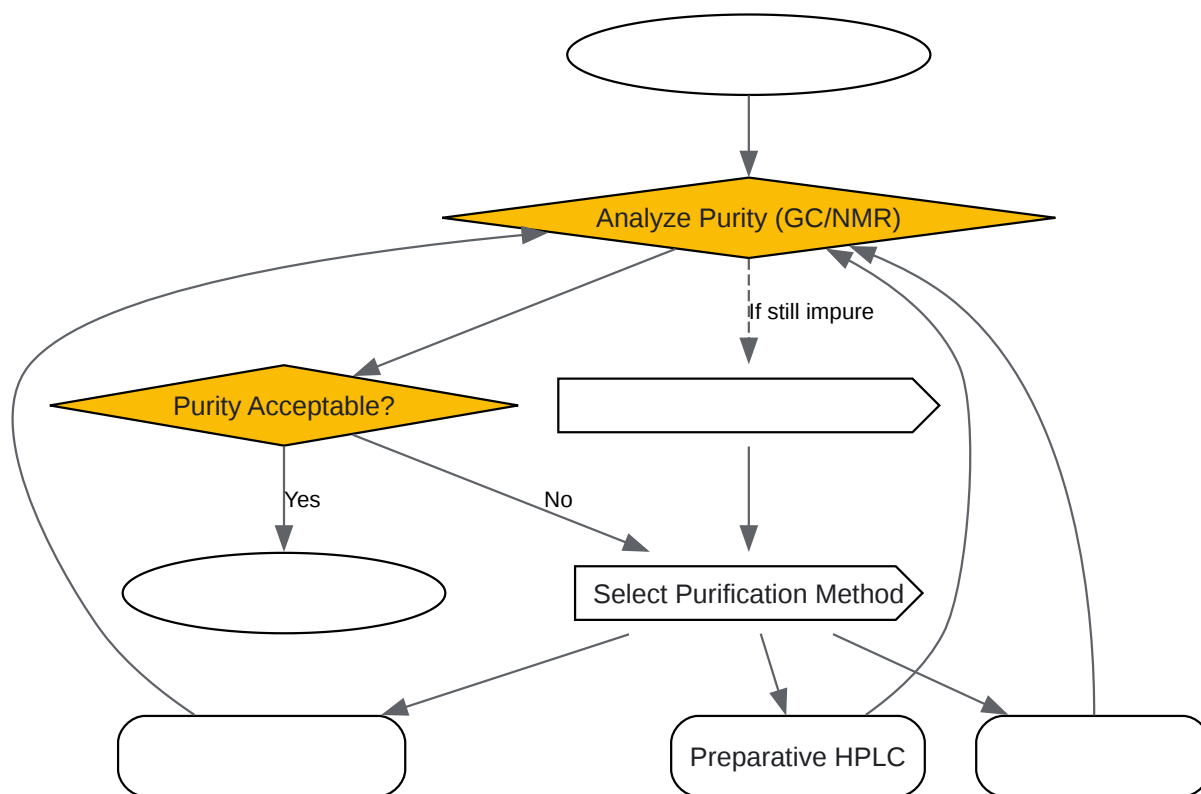 Analyze Purity (GC/NMR)
If still impure
Purity Acceptable?
Yes
No
Select Purification Method
Preparative HPLC